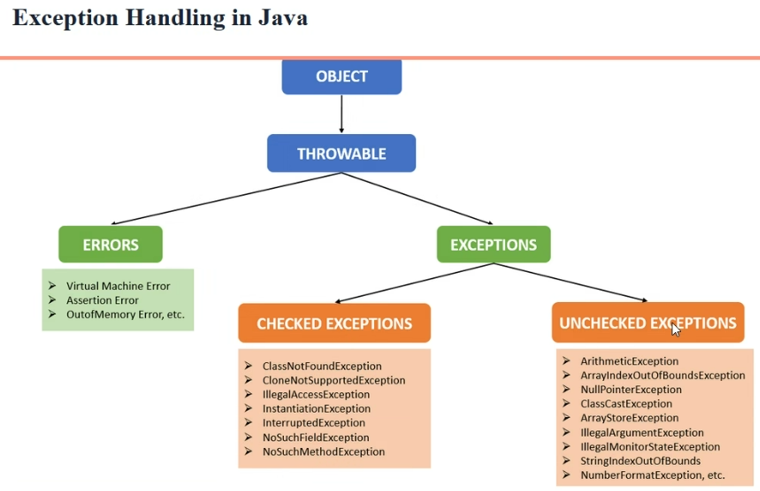 Exception Handling in Java
OBJECT
THROWABLE
ERRORS
Virtual Machine Error
Assertion Error
OutofMemory Error, etc.
EXCEPTIONS
CHECKED EXCEPTIONS
ClassNotFoundException
CloneNotSupportedException
IllegalAccessException
InstantiationException
InterruptedException
NoSuchFieldException
NoSuchMethodException
UNCHECKED EXCEPTIONS
ArithmeticException
ArrayIndexOutOfBoundsException
NullPointerException
ClassCastException
ArrayStoreException
IllegalArgumentException
IllegalMonitorStateException
StringIndexOutOfBounds
NumberFormatException, etc.